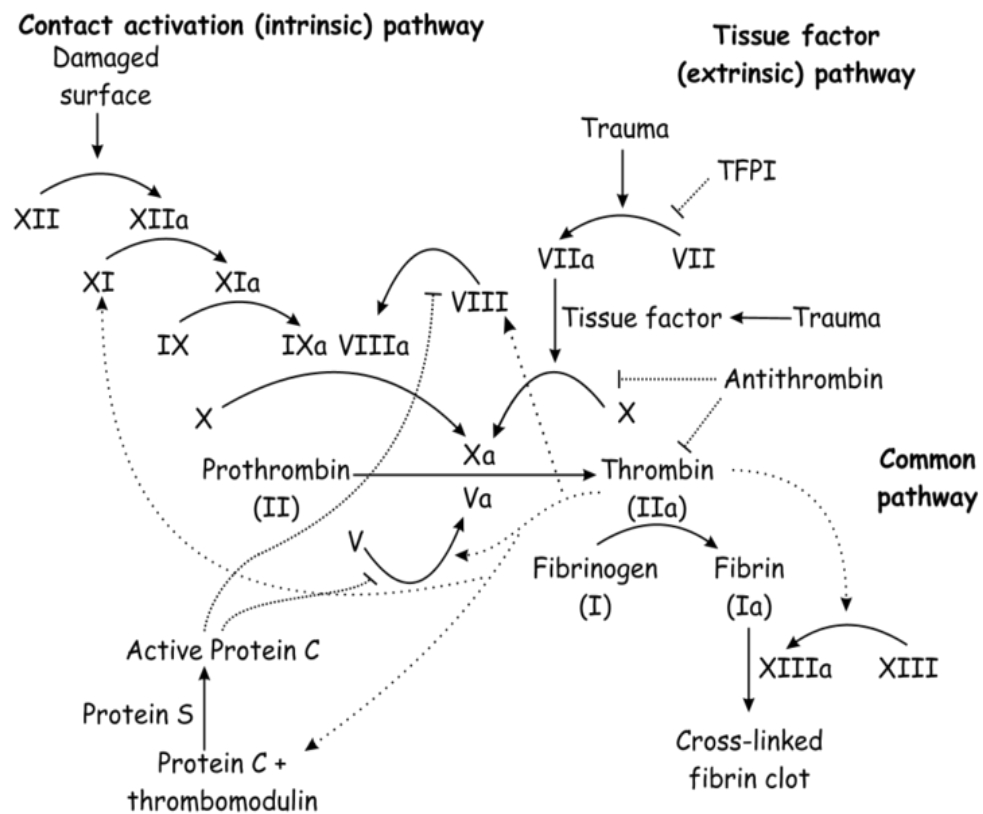 Contact activation (intrinsic) pathway
Damaged
surface
Tissue factor
(extrinsic) pathway
Trauma
TFPI
XII
XIIa
VIIa
VII
XI
XIa
VIII
Tissue factor
Trauma
IX
IXa
VIIIa
Antithrombin
X
X
Xa
Prothrombin
(II)
Va
Thrombin
(IIa)
Common
pathway
V
Fibrinogen
(I)
Fibrin
(Ia)
Active Protein C
XIIIa
XIII
Protein S
Cross-linked
fibrin clot
Protein C +
thrombomodulin